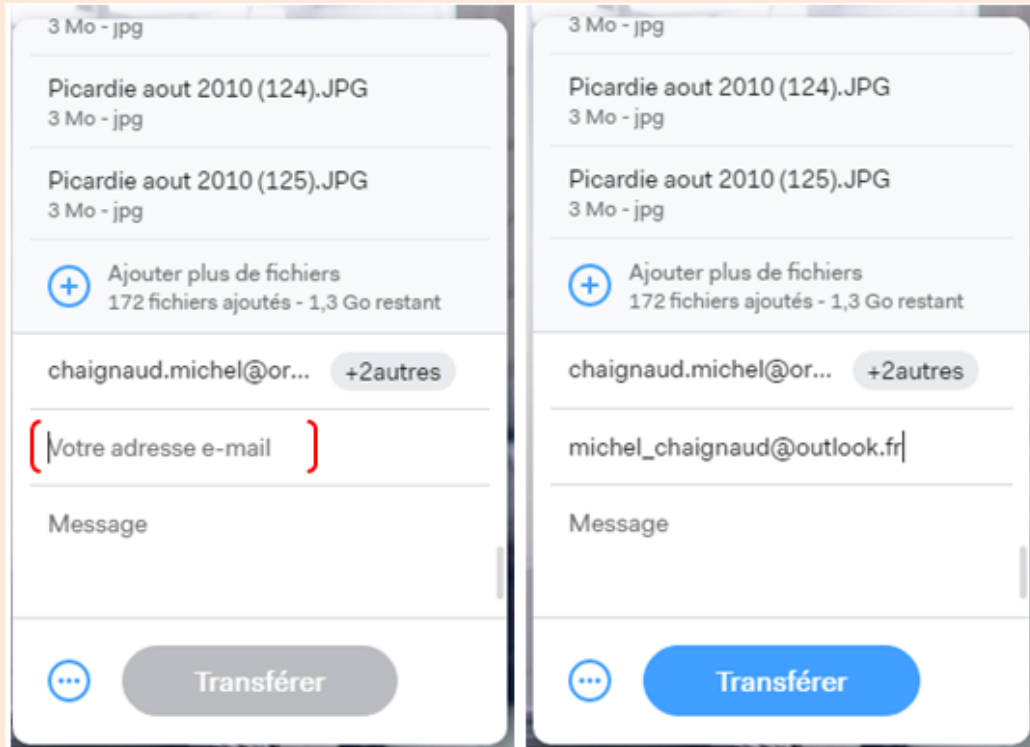 3 Mo - jpg
Picardie aout 2010 (124).JPG
3 Mo - jpg
Picardie aout 2010 (125).JPG
3 Mo - jpg
Ajouter plus de fichiers
172 fichiers ajoutés - 1,3 Go restant
chaignaud.michel@or... +2autres
Votre adresse e-mail
Message
Transférer
3 Mo - jpg
Picardie aout 2010 (124).JPG
3 Mo - jpg
Picardie aout 2010 (125).JPG
3 Mo - jpg
Ajouter plus de fichiers
172 fichiers ajoutés - 1,3 Go restant
chaignaud.michel@or... +2autres
michel_chaignaud@outlook.fr
Message
Transférer